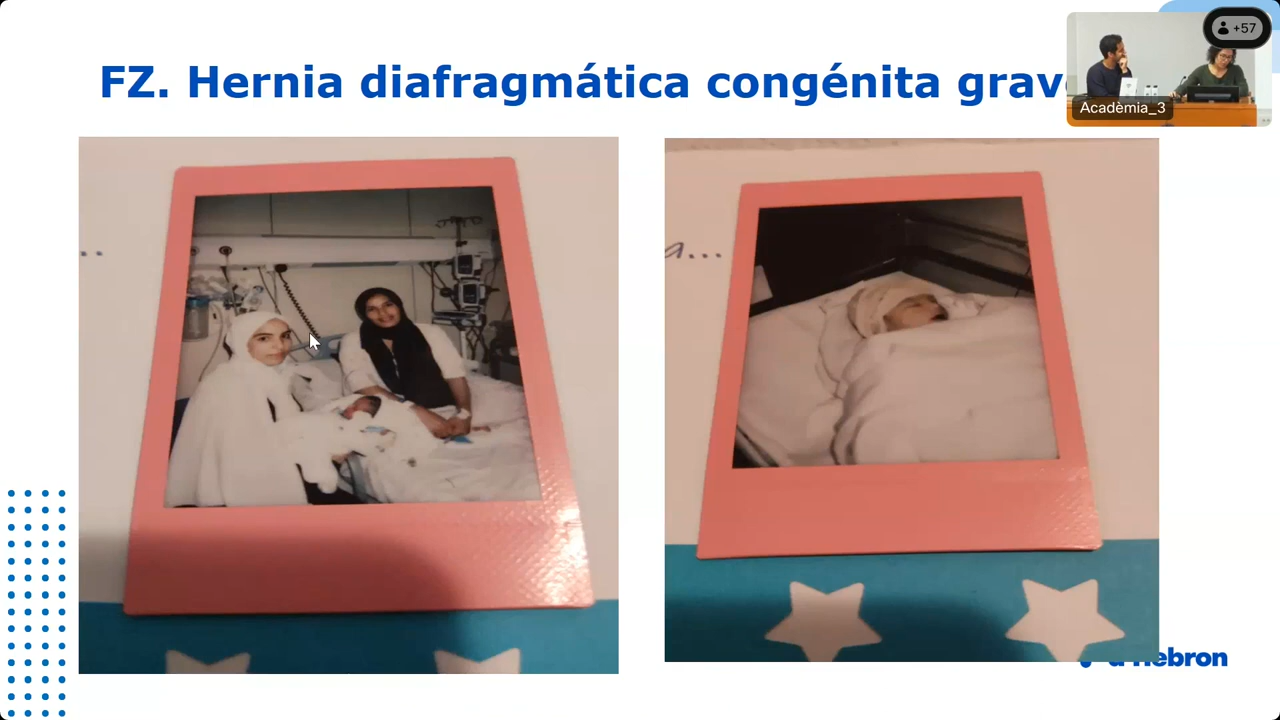 FZ. Hernia diafragmática congénita grav
+57
Acadèmia_3
a...
hebron